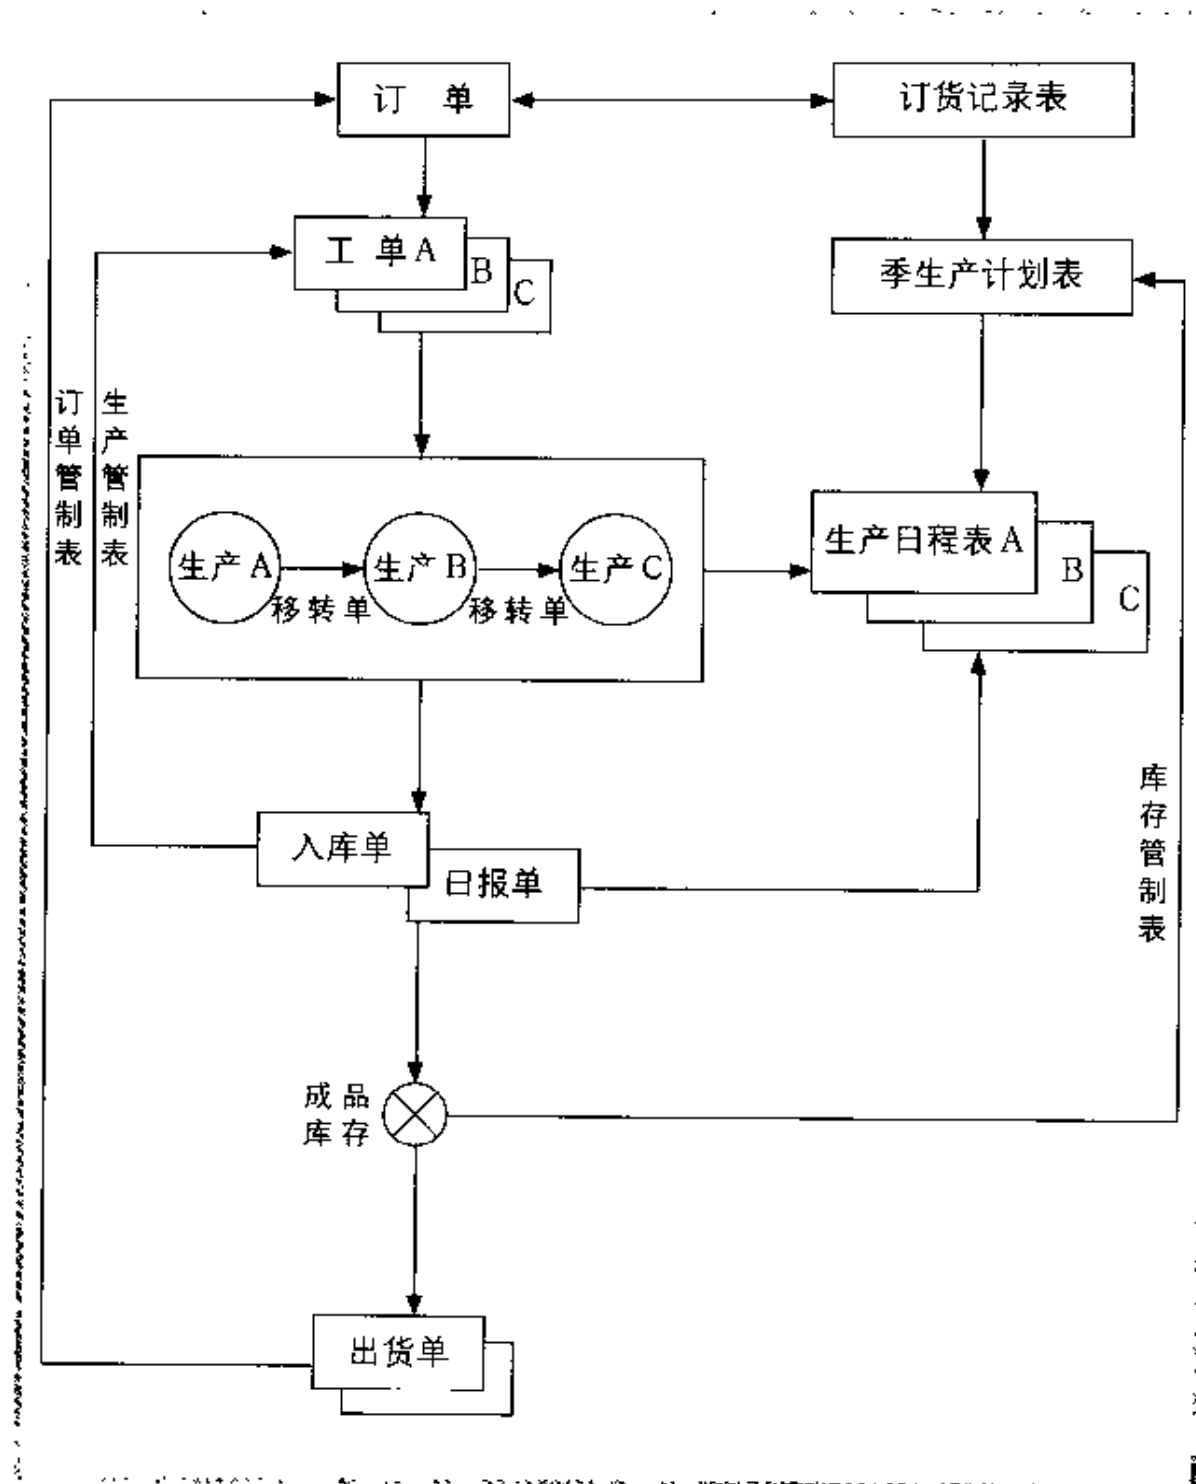 订 单
订货记录表
工 单A
B
C
季生产计划表
订单管制表
生产管制表
生产A
生产B
生产C
移转单
移转单
生产日程表A
B
C
入库单
日报单
库存管制表
成品
库存
出货单